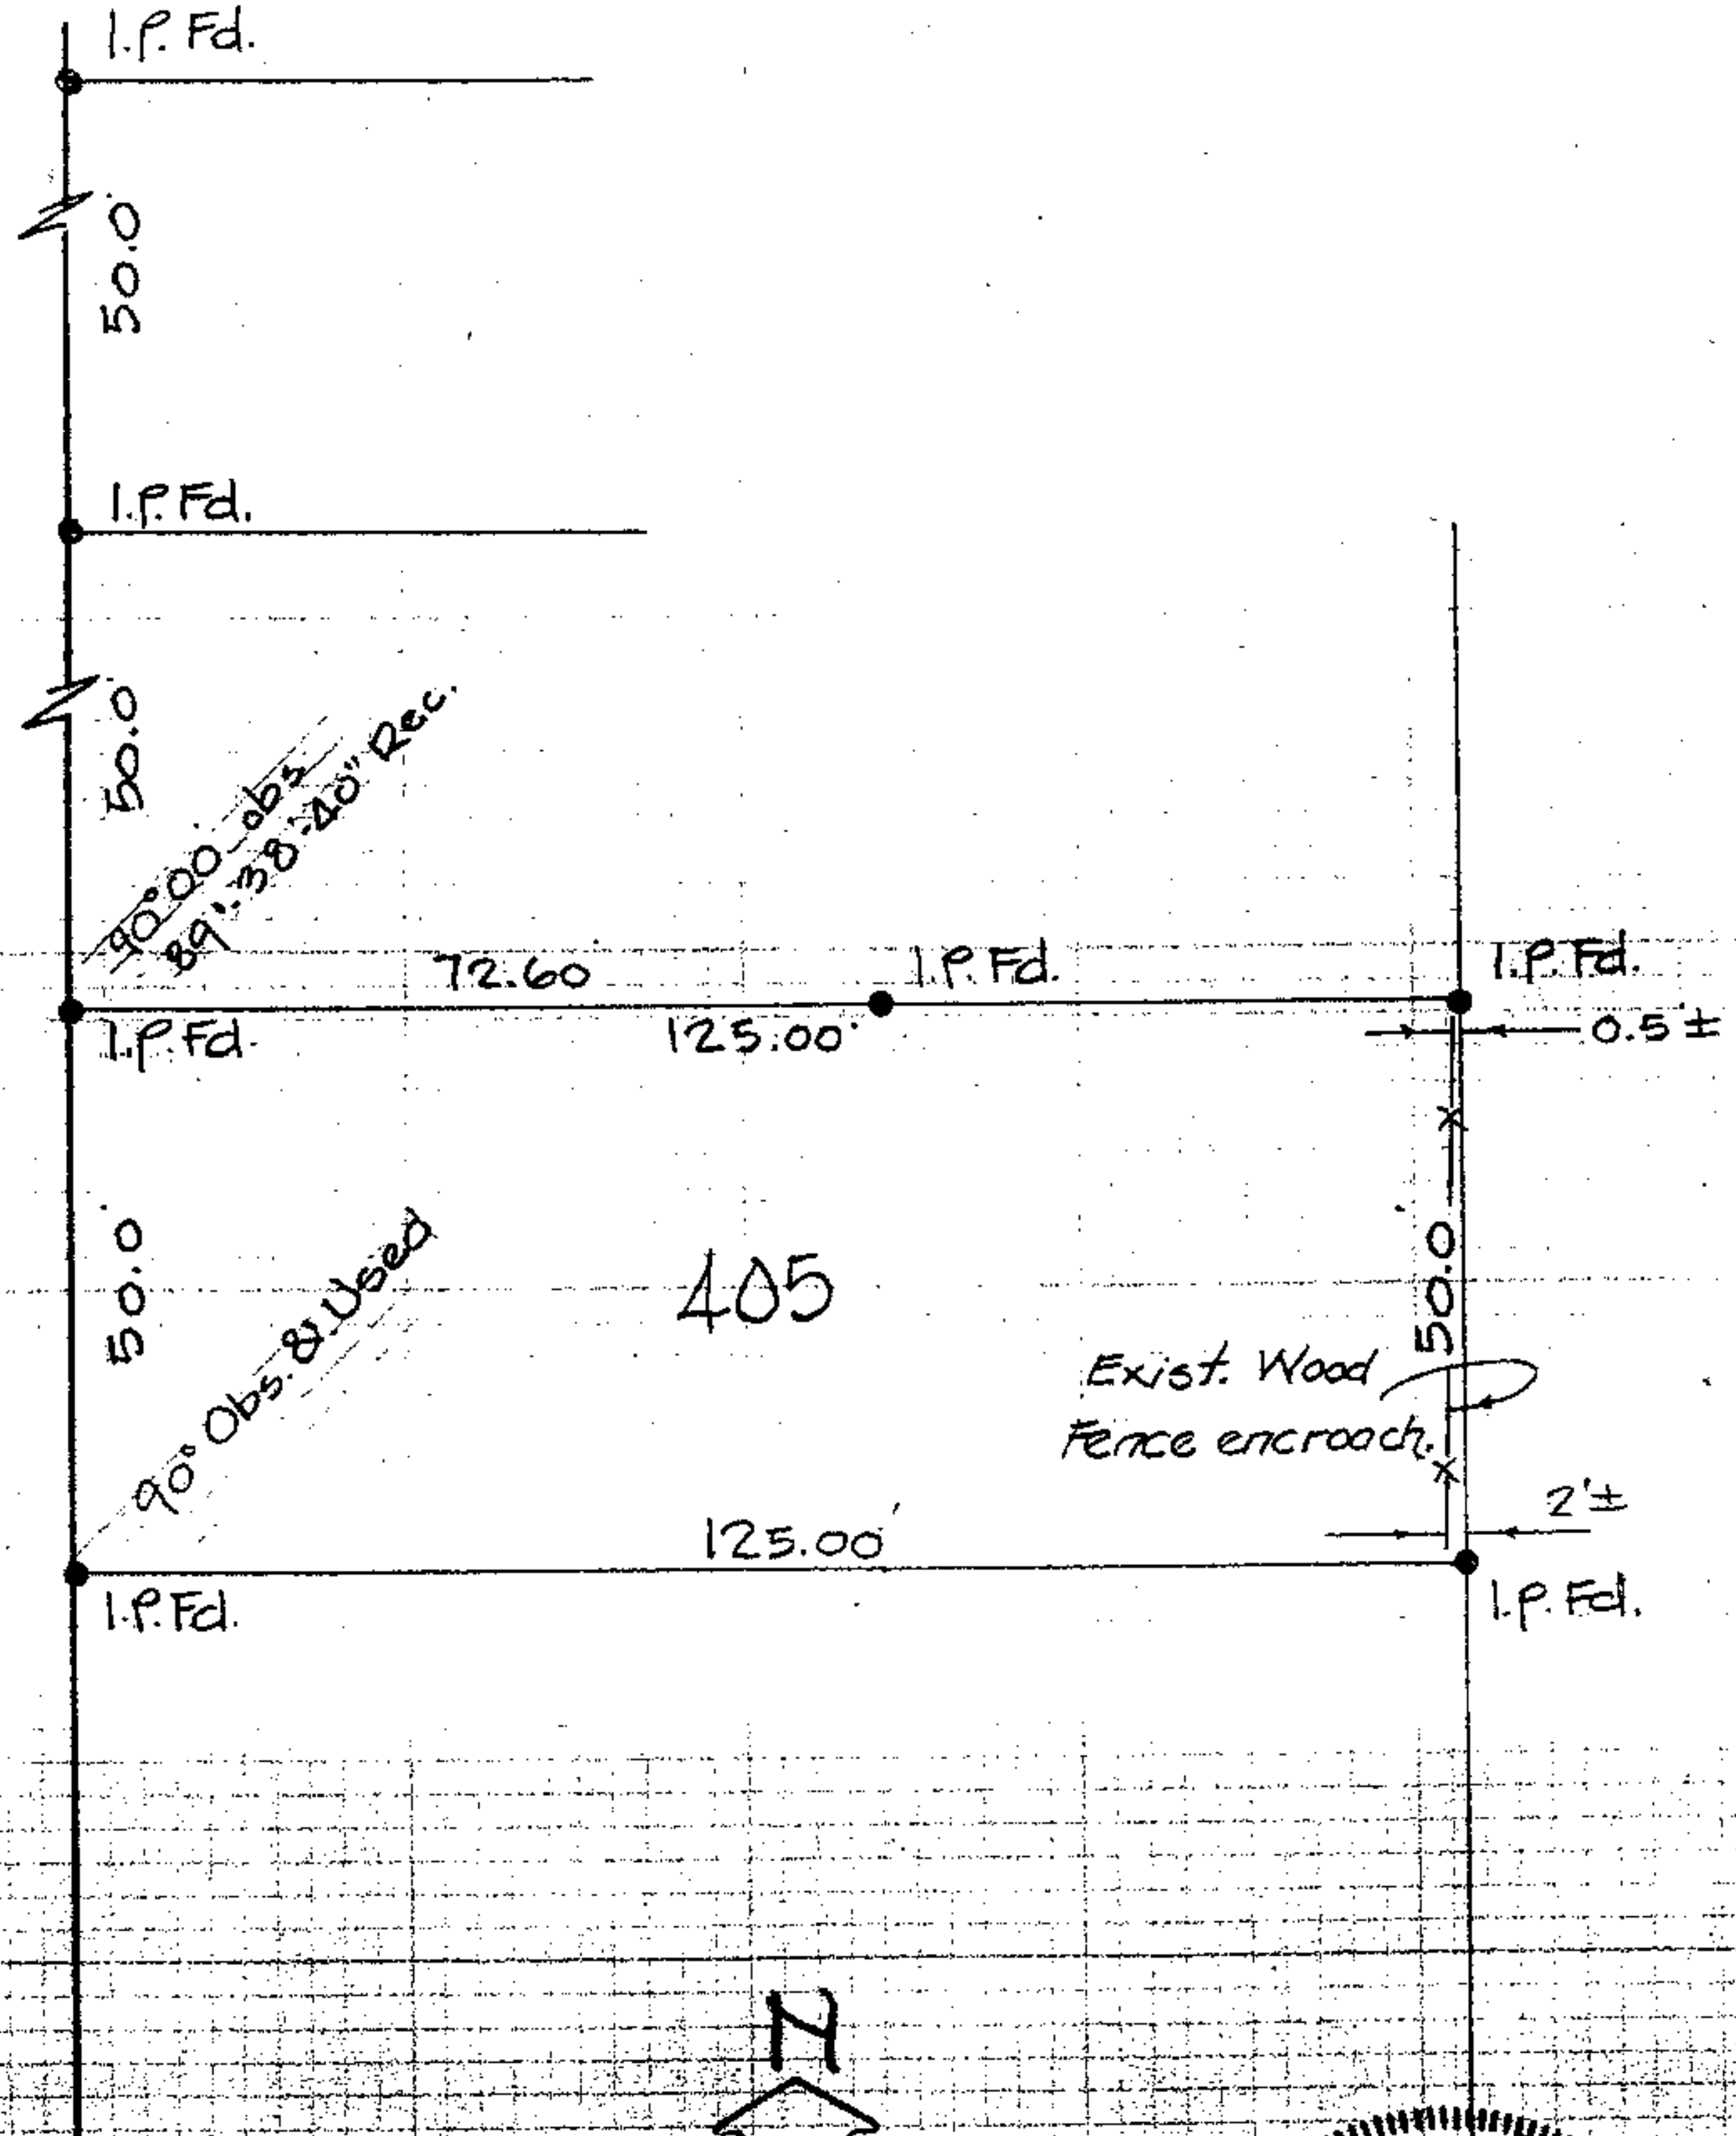 I.P. Fd.
50.0
I.P. Fd.
50.0
90°00 obs
89°-38'-40" Rec.
72.60
I.P. Fd.
I.P. Fd.
I.P. Fd.
125.00'
0.5'±
50.0
90° Obs. & Used
405
50.0
Exist. Wood
Fence encroach.
2'±
125.00'
I.P. Fd.
I.P. Fd.
N